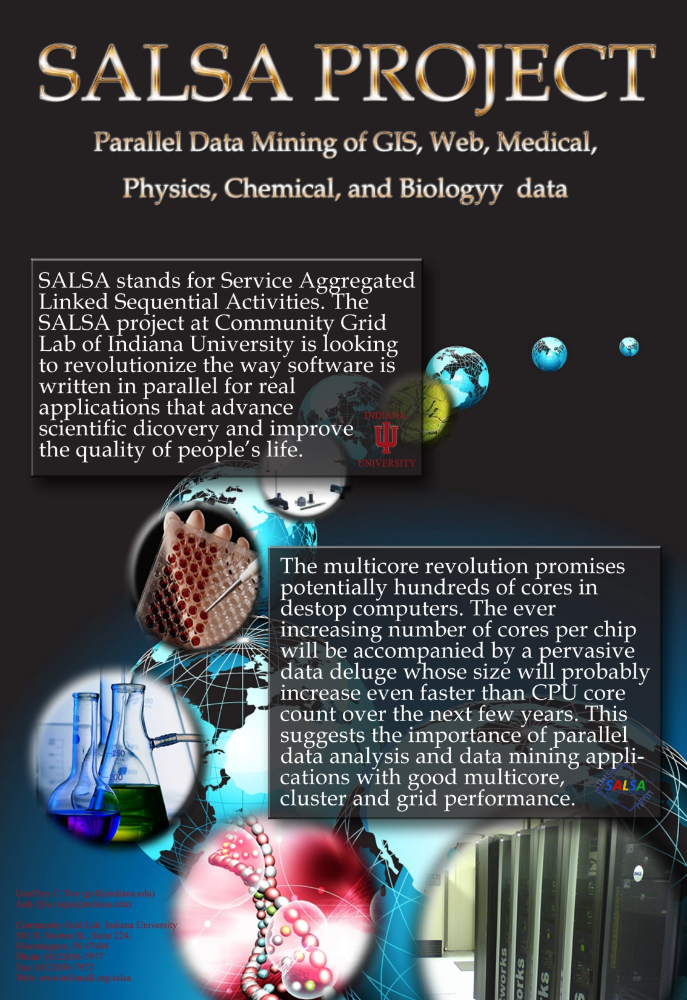 SALSA PROJECT
Parallel Data Mining of GIS, Web, Medical,
Physics, Chemical, and Biologyy data
SALSA stands for Service Aggregated
Linked Sequential Activities. The
SALSA project at Community Grid
Lab of Indiana University is looking
to revolutionize the way software is
written in parallel for real
applications that advance
scientific dicovery and improve
the quality of people's life.
INDIANA
UNIVERSITY
The multicore revolution promises
potentially hundreds of cores in
destop computers. The ever
increasing number of cores per chip
will be accompanied by a pervasive
data deluge whose size will probably
increase even faster than CPU core
count over the next few years. This
suggests the importance of parallel
data analysis and data mining appli-
cations with good multicore,
cluster and grid performance.
SALSA
250
200
DELL
Geoffrey C. Fox (gcf@indiana.edu)
Judy Qiu (xqiu@indiana.edu)
Community Grid Lab, Indiana University
501 N. Morton St., Suite 224,
Bloomington, IN 47404
Phone: (812)856-7977
Fax: (812)856-7972
Web: www.infomall.org/salsa